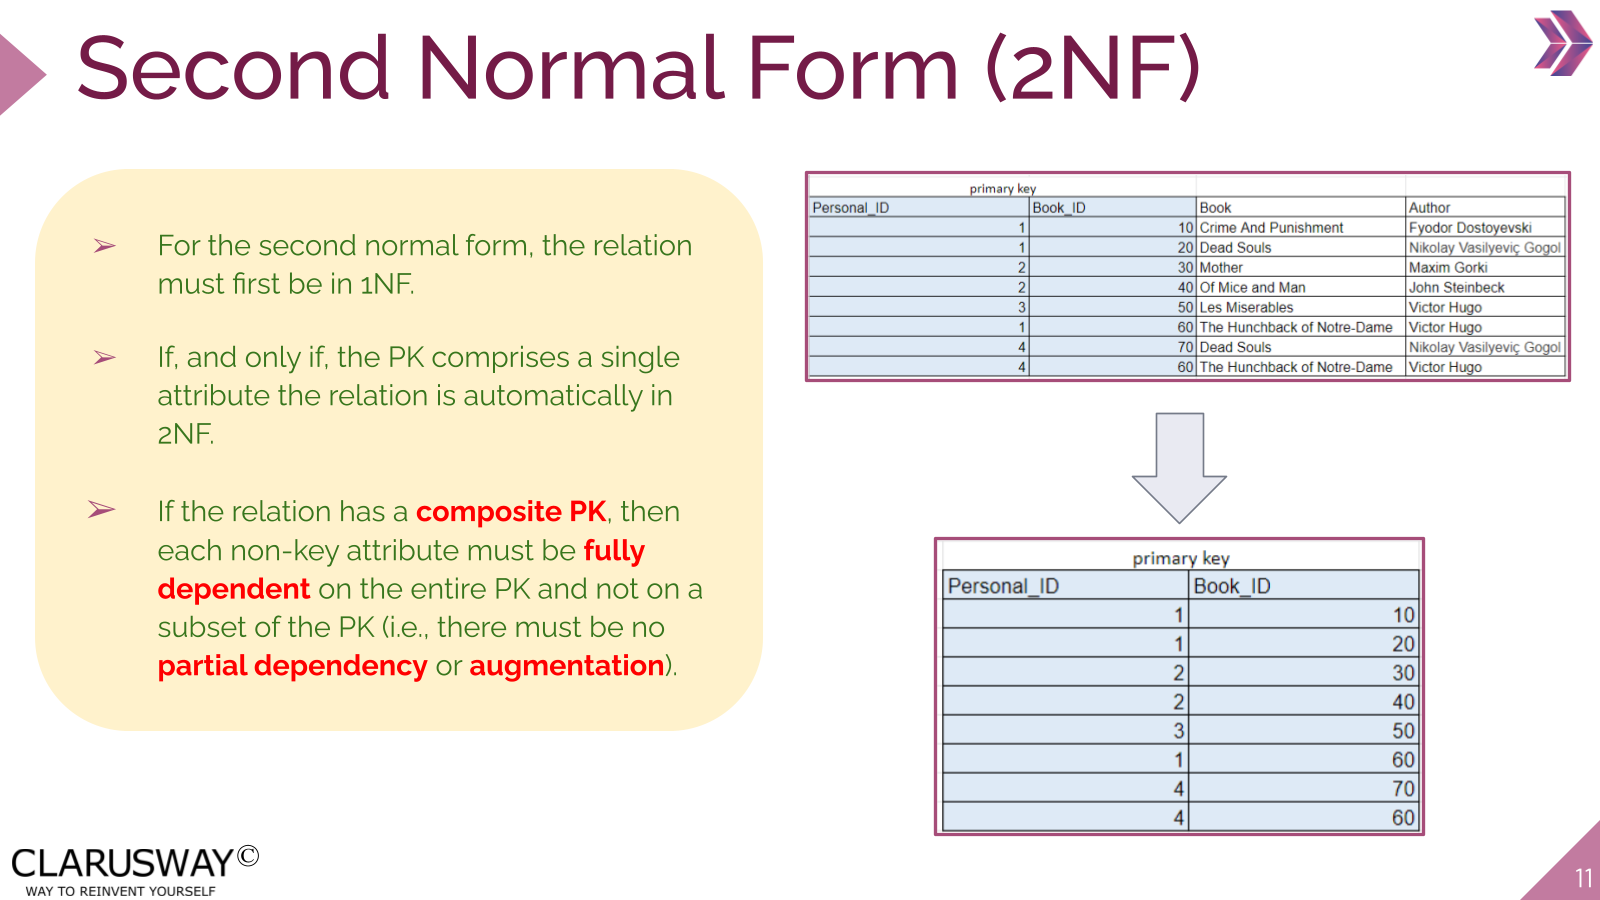 Second Normal Form (2NF)
➢ For the second normal form, the relation
must first be in 1NF.
➢ If, and only if, the PK comprises a single
attribute the relation is automatically in
2NF.
➢ If the relation has a composite PK, then
each non-key attribute must be fully
dependent on the entire PK and not on a
subset of the PK (i.e., there must be no
partial dependency or augmentation).
primary key
Personal_ID Book_ID Book Author
1 10 Crime And Punishment Fyodor Dostoyevski
1 20 Dead Souls Nikolay Vasilyeviç Gogol
2 30 Mother Maxim Gorki
2 40 Of Mice and Man John Steinbeck
3 50 Les Miserables Victor Hugo
1 60 The Hunchback of Notre-Dame Victor Hugo
4 70 Dead Souls Nikolay Vasilyeviç Gogol
4 60 The Hunchback of Notre-Dame Victor Hugo
primary key
Personal_ID Book_ID
1 10
1 20
2 30
2 40
3 50
1 60
4 70
4 60
CLARUSWAY©
WAY TO REINVENT YOURSELF
11